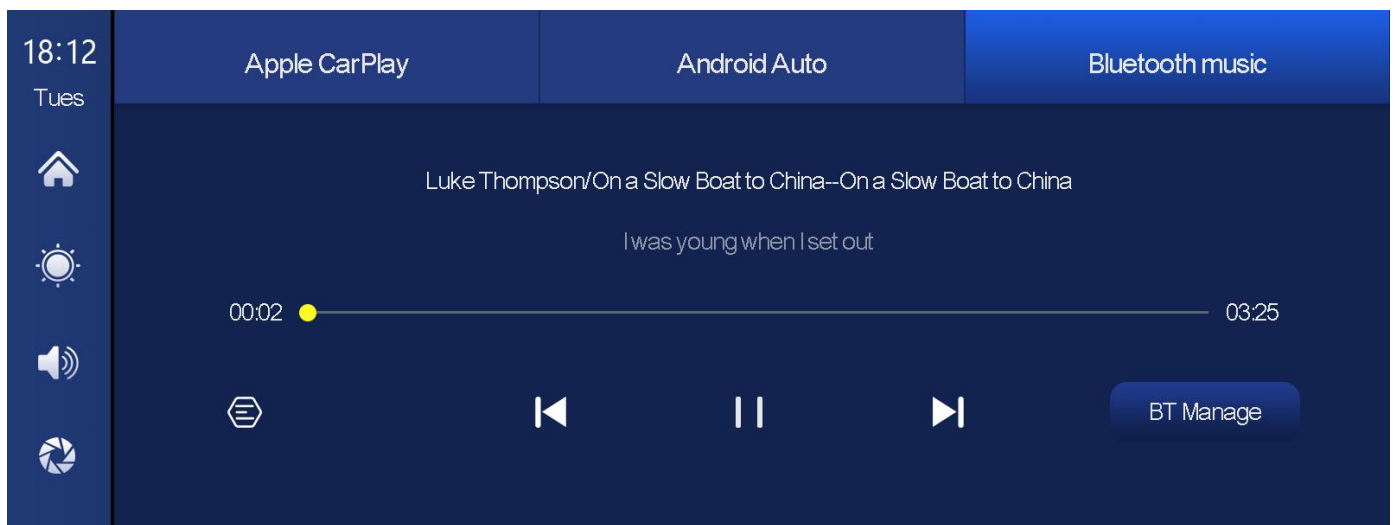 18:12
Tues
Apple CarPlay
Android Auto
Bluetooth music
Luke Thompson/On a Slow Boat to China--On a Slow Boat to China
I was young when I set out
00:02
03:25
BT Manage